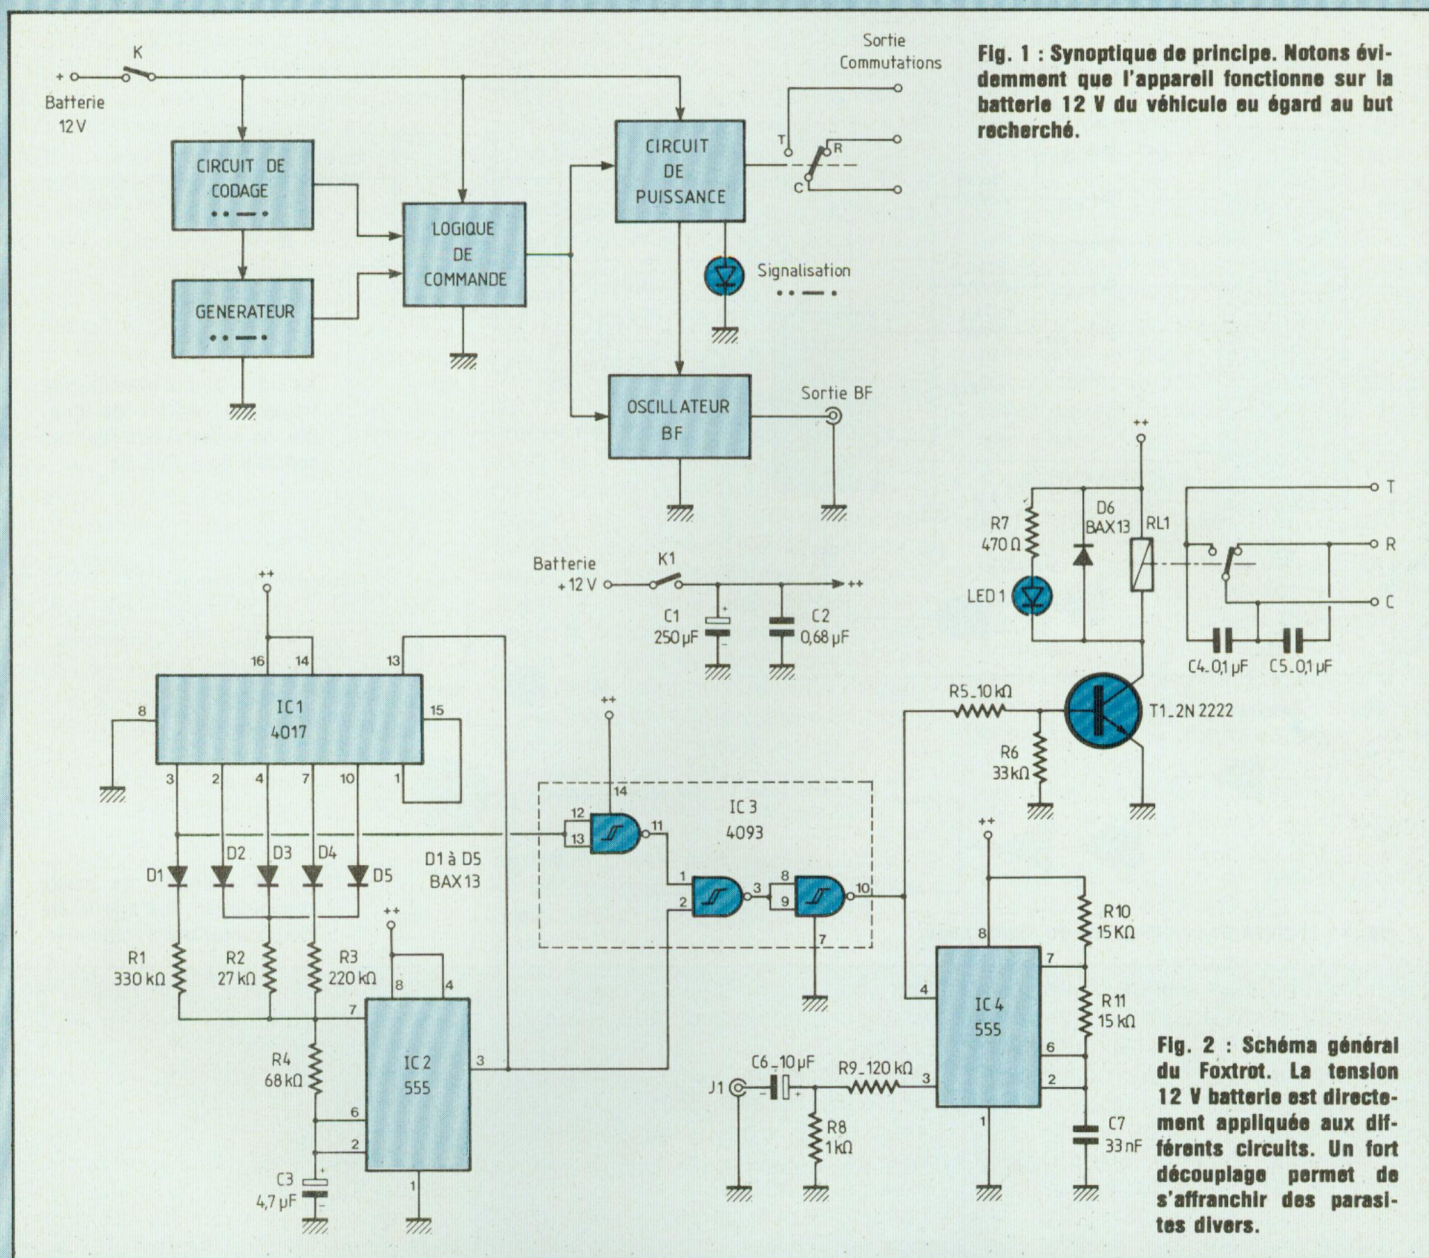 Fig. 1 : Synoptique de principe. Notons évi-
demment que l'appareil fonctionne sur la
batterie 12 V du véhicule eu égard au but
recherché.
+
K
Batterie
12 V
CIRCUIT DE
CODAGE
GENERATEUR
LOGIQUE
DE
COMMANDE
CIRCUIT
DE
PUISSANCE
Sortie
Commutations
T
R
C
Signalisation
OSCILLATEUR
BF
Sortie BF
Batterie
+12 V
K1
++
C1
250 µF
+
−
C2
0,68 µF
++
16
14
13
8
IC1
4017
15
3
2
4
7
10
1
D1
D2
D3
D4
D5
D1 à D5
BAX13
R1
330 kΩ
R2
27 kΩ
R3
220 kΩ
++
8
4
7
R4
68 kΩ
IC2
555
3
6
2
1
C3
4,7 µF
+
−
++
14
IC 3
4093
12
13
11
1
2
3
8
9
10
7
++
R7
470 Ω
LED 1
D6
BAX13
RL1
T
R
C
C4_0,1 µF
C5_0,1 µF
R5_10 kΩ
R6
33 kΩ
T1_2N 2222
++
8
7
R10
15 KΩ
R11
15 kΩ
4
IC 4
555
6
2
3
1
C7
33 nF
J1
C6_10 µF
−
+
R9_120 kΩ
R8
1 kΩ
Fig. 2 : Schéma général
du Foxtrot. La tension
12 V batterie est directe-
ment appliquée aux dif-
férents circuits. Un fort
découplage permet de
s'affranchir des parasi-
tes divers.